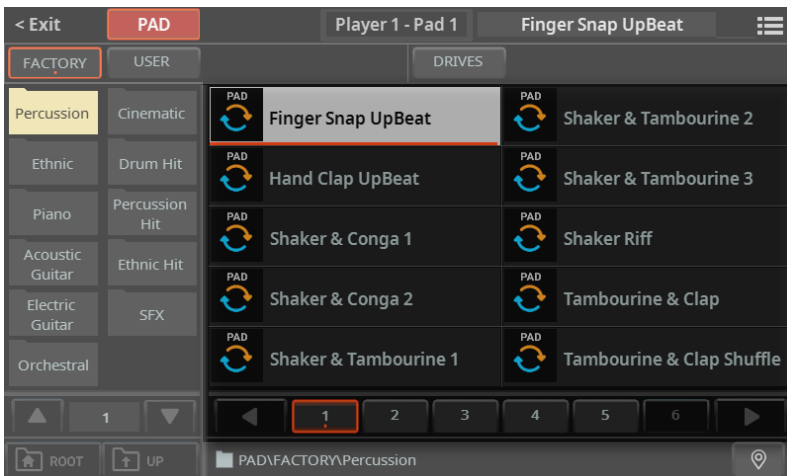 < Exit
PAD
Player 1 - Pad 1
Finger Snap UpBeat
FACTORY
USER
DRIVES
Percussion
Cinematic
Ethnic
Drum Hit
Piano
Percussion
Hit
Acoustic
Guitar
Ethnic Hit
Electric
Guitar
SFX
Orchestral
PAD
Finger Snap UpBeat
PAD
Shaker & Tambourine 2
PAD
Hand Clap UpBeat
PAD
Shaker & Tambourine 3
PAD
Shaker & Conga 1
PAD
Shaker Riff
PAD
Shaker & Conga 2
PAD
Tambourine & Clap
PAD
Shaker & Tambourine 1
PAD
Tambourine & Clap Shuffle
1
1
2
3
4
5
6
ROOT
UP
PAD\FACTORY\Percussion